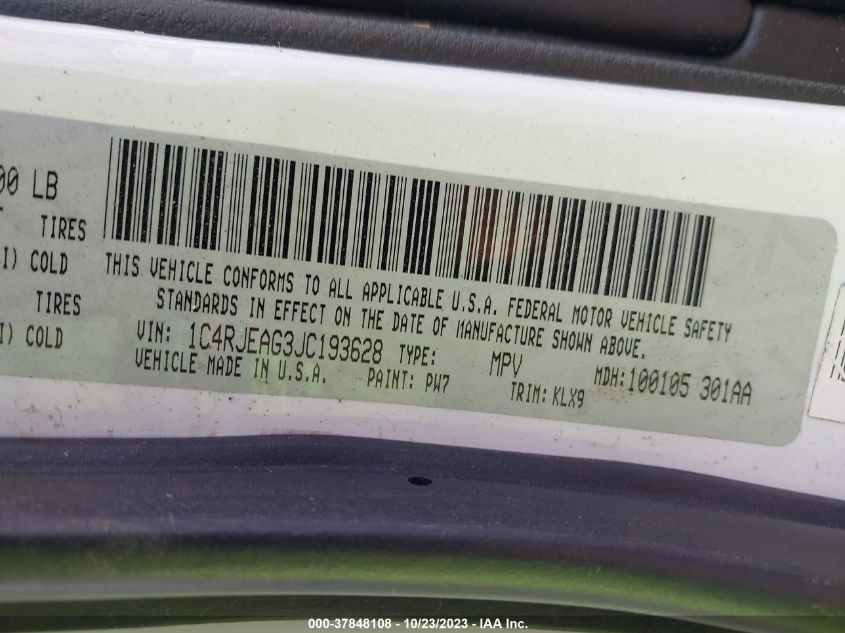 00 LB
TIRES
I) COLD
TIRES
I) COLD
THIS VEHICLE CONFORMS TO ALL APPLICABLE U.S.A. FEDERAL MOTOR VEHICLE SAFETY
STANDARDS IN EFFECT ON THE DATE OF MANUFACTURE SHOWN ABOVE.
VIN: 1C4RJEAG3JC193628 TYPE: MPV MDH:100105 301AA
VEHICLE MADE IN U.S.A. PAINT: PW7 TRIM: KLX9
000-37848108 - 10/23/2023 - IAA Inc.